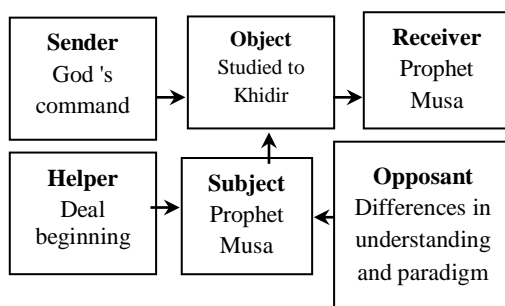 Sender
God 's
command
Object
Studied to
Khidir
Receiver
Prophet
Musa
Helper
Deal
beginning
Subject
Prophet
Musa
Opposant
Differences in
understanding
and paradigm